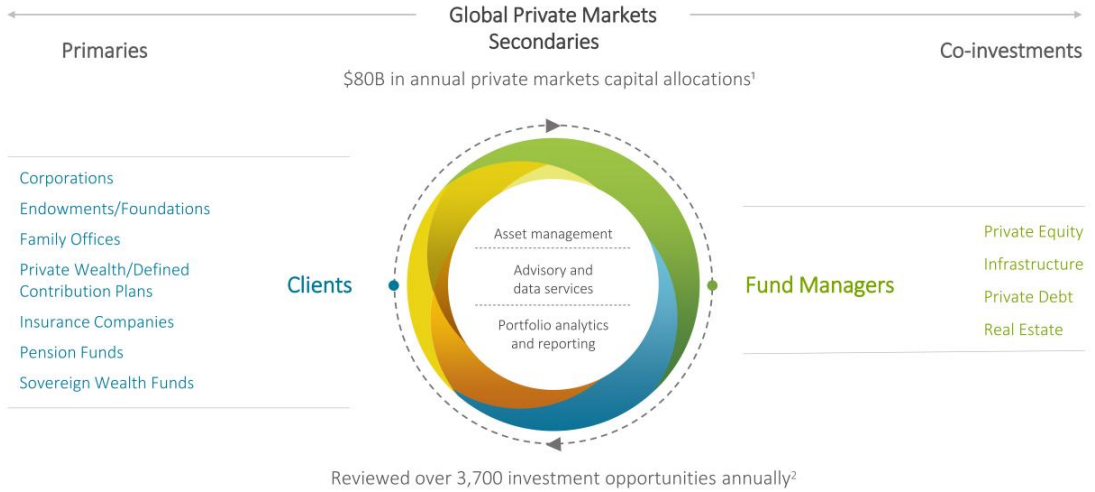 Global Private Markets
Primaries
Secondaries
Co-investments
$80B in annual private markets capital allocations¹
Corporations
Endowments/Foundations
Family Offices
Private Wealth/Defined
Contribution Plans
Insurance Companies
Pension Funds
Sovereign Wealth Funds
Clients
Asset management
Advisory and
data services
Portfolio analytics
and reporting
Fund Managers
Private Equity
Infrastructure
Private Debt
Real Estate
Reviewed over 3,700 investment opportunities annually²